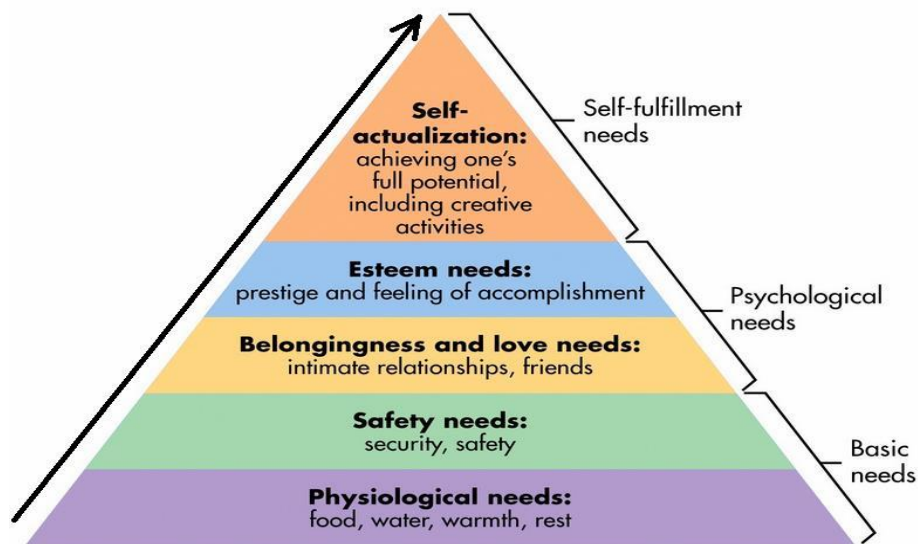 Self-
actualization:
achieving one's
full potential,
including creative
activities
Self-fulfillment
needs
Esteem needs:
prestige and feeling of accomplishment
Psychological
needs
Belongingness and love needs:
intimate relationships, friends
Safety needs:
security, safety
Basic
needs
Physiological needs:
food, water, warmth, rest